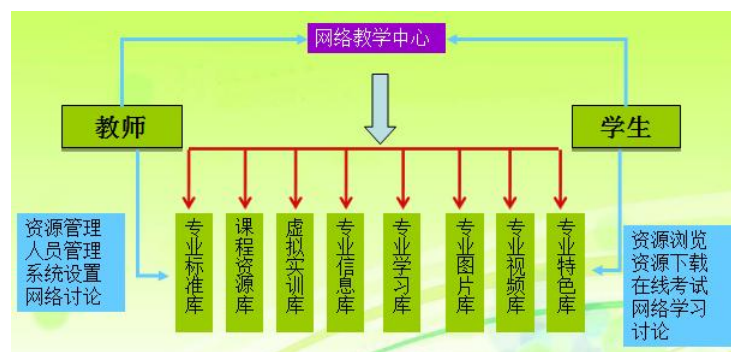 网络教学中心
教师
学生
资源管理
人员管理
系统设置
网络讨论
专业标准库
课程资源库
虚拟实训库
专业信息库
专业学习库
专业图片库
专业视频库
专业特色库
资源浏览
资源下载
在线考试
网络学习
讨论